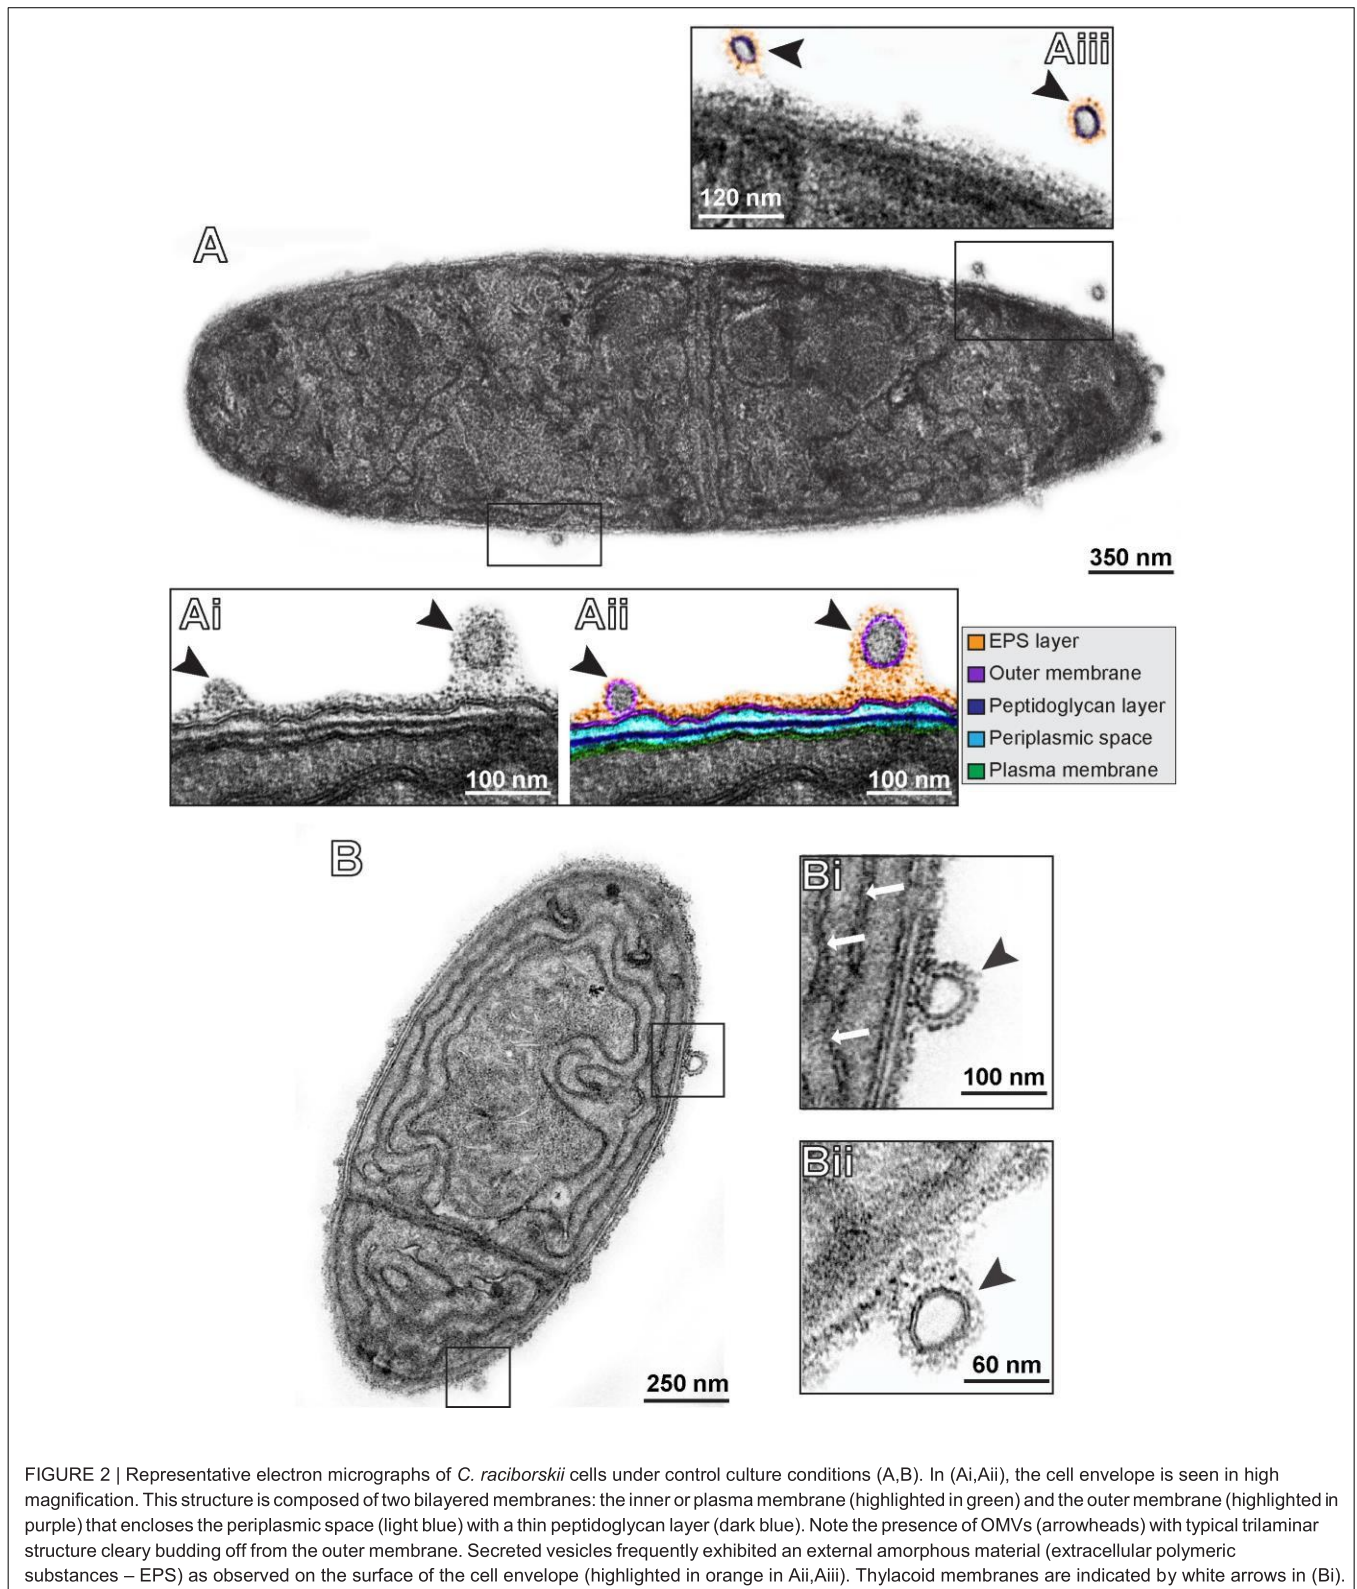 Aiii
120 nm
A
350 nm
Ai
100 nm
Aii
100 nm
EPS layer
Outer membrane
Peptidoglycan layer
Periplasmic space
Plasma membrane
B
250 nm
Bi
100 nm
Bii
60 nm
FIGURE 2 | Representative electron micrographs of C. raciborskii cells under control culture conditions (A,B). In (Ai,Aii), the cell envelope is seen in high
magnification. This structure is composed of two bilayered membranes: the inner or plasma membrane (highlighted in green) and the outer membrane (highlighted in
purple) that encloses the periplasmic space (light blue) with a thin peptidoglycan layer (dark blue). Note the presence of OMVs (arrowheads) with typical trilaminar
structure cleary budding off from the outer membrane. Secreted vesicles frequently exhibited an external amorphous material (extracellular polymeric
substances – EPS) as observed on the surface of the cell envelope (highlighted in orange in Aii,Aiii). Thylacoid membranes are indicated by white arrows in (Bi).